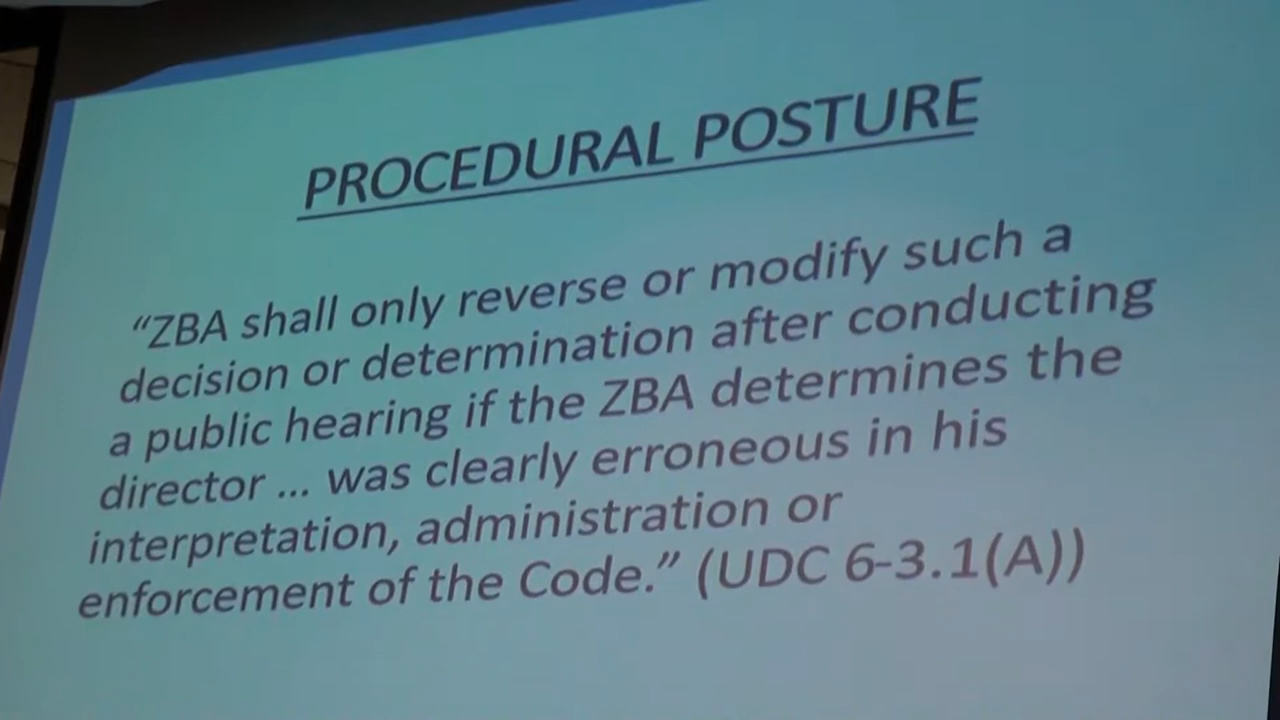 PROCEDURAL POSTURE
“ZBA shall only reverse or modify such a
decision or determination after conducting
a public hearing if the ZBA determines the
director ... was clearly erroneous in his
interpretation, administration or
enforcement of the Code.” (UDC 6-3.1(A))